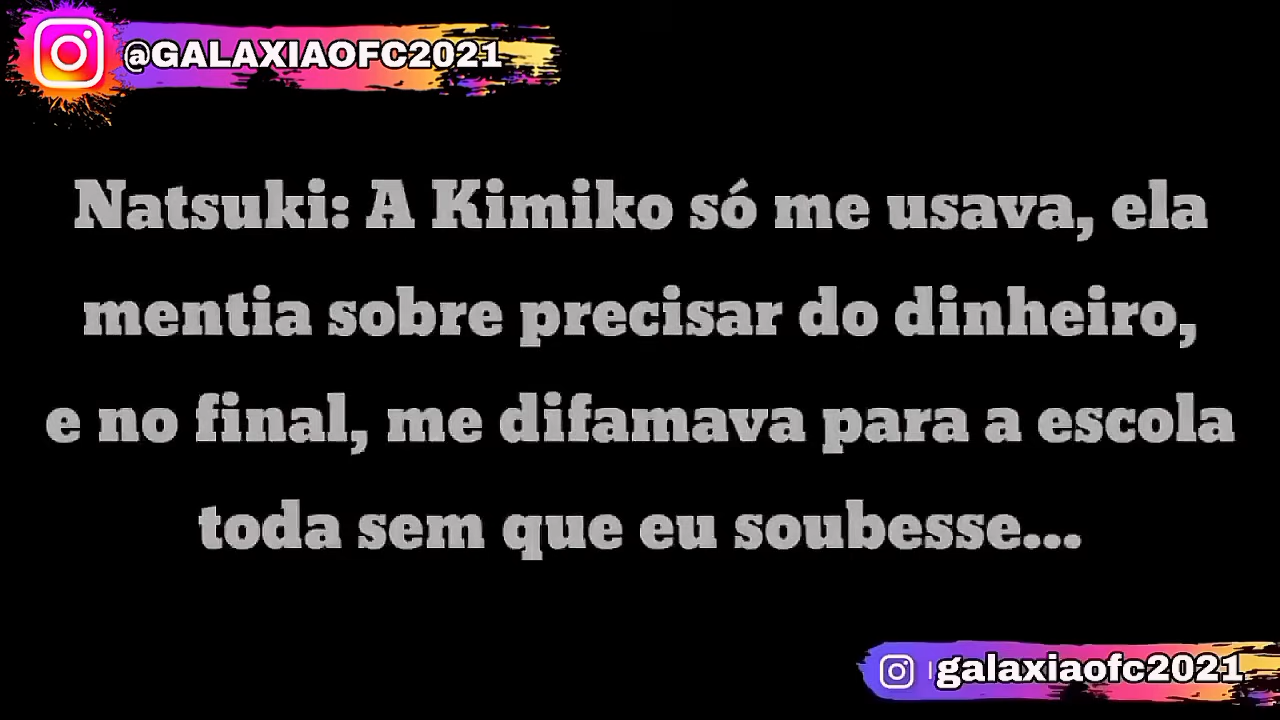 @GALAXIAOFC2021
Natsuki: A Kimiko só me usava, ela
mentia sobre precisar do dinheiro,
e no final, me difamava para a escola
toda sem que eu soubesse...
galaxiaofc2021